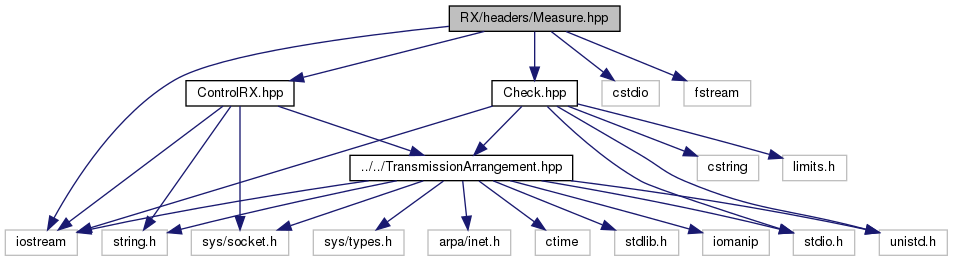 RX/headers/Measure.hpp
ControlRX.hpp
Check.hpp
cstdio
fstream
../../TransmissionArrangement.hpp
cstring
limits.h
iostream
string.h
sys/socket.h
sys/types.h
arpa/inet.h
ctime
stdlib.h
iomanip
stdio.h
unistd.h